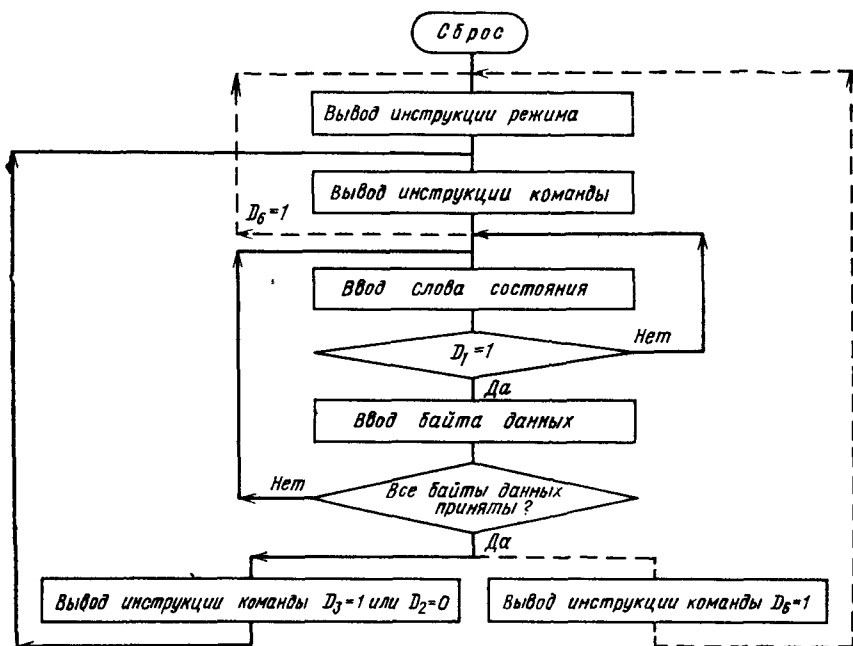 Сброс
Вывод инструкции режима
Вывод инструкции команды
D₆=1
Ввод слова состояния
D₁=1
Нет
Да
Ввод байта данных
Нет
Все байты данных
приняты?
Да
Вывод инструкции команды D₃=1 или D₂=0
Вывод инструкции команды D₆=1